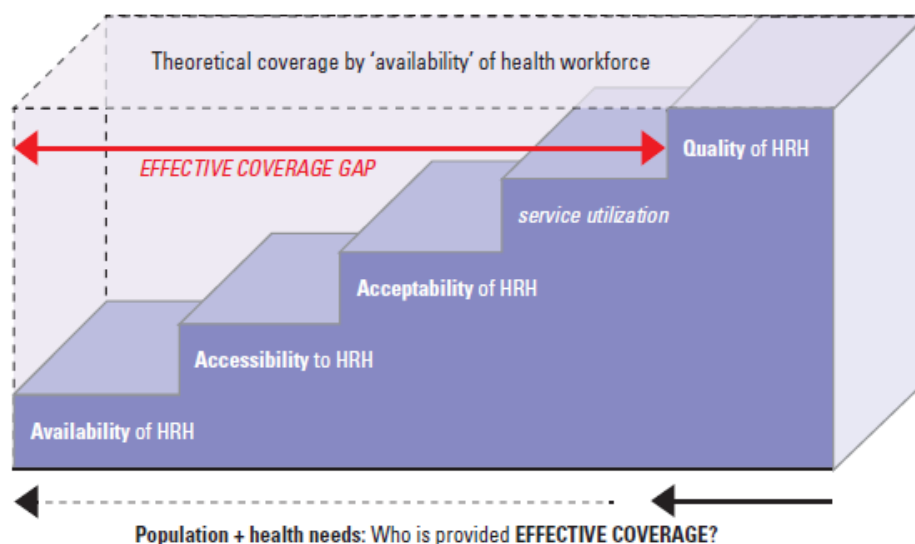 Theoretical coverage by ‘availability’ of health workforce
EFFECTIVE COVERAGE GAP
Quality of HRH
service utilization
Acceptability of HRH
Accessibility to HRH
Availability of HRH
Population + health needs: Who is provided EFFECTIVE COVERAGE?